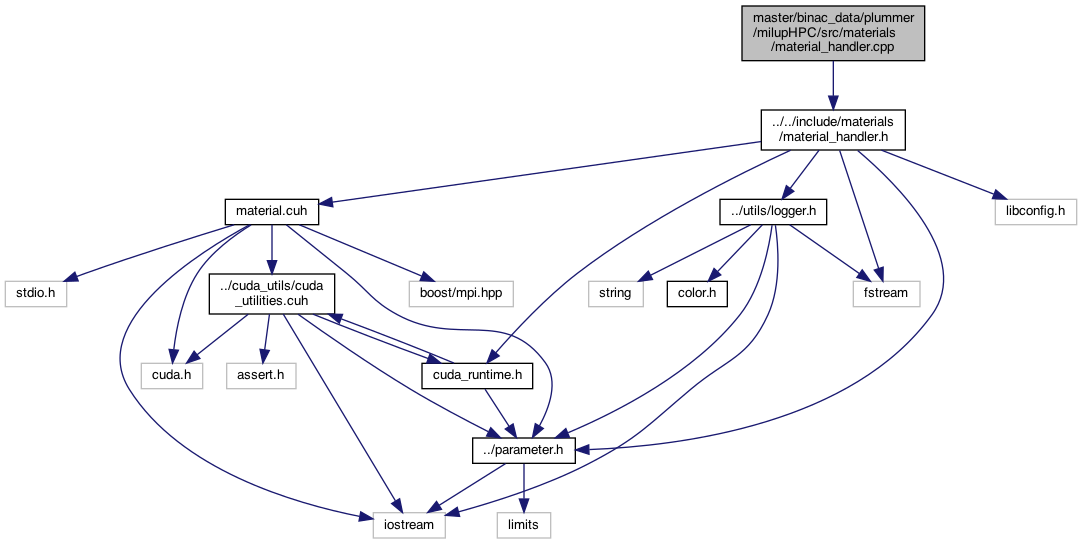 master/binac_data/plummer
/milupHPC/src/materials
/material_handler.cpp
../../include/materials
/material_handler.h
material.cuh
../utils/logger.h
libconfig.h
stdio.h
../cuda_utils/cuda
_utilities.cuh
boost/mpi.hpp
string
color.h
fstream
cuda.h
assert.h
cuda_runtime.h
../parameter.h
iostream
limits